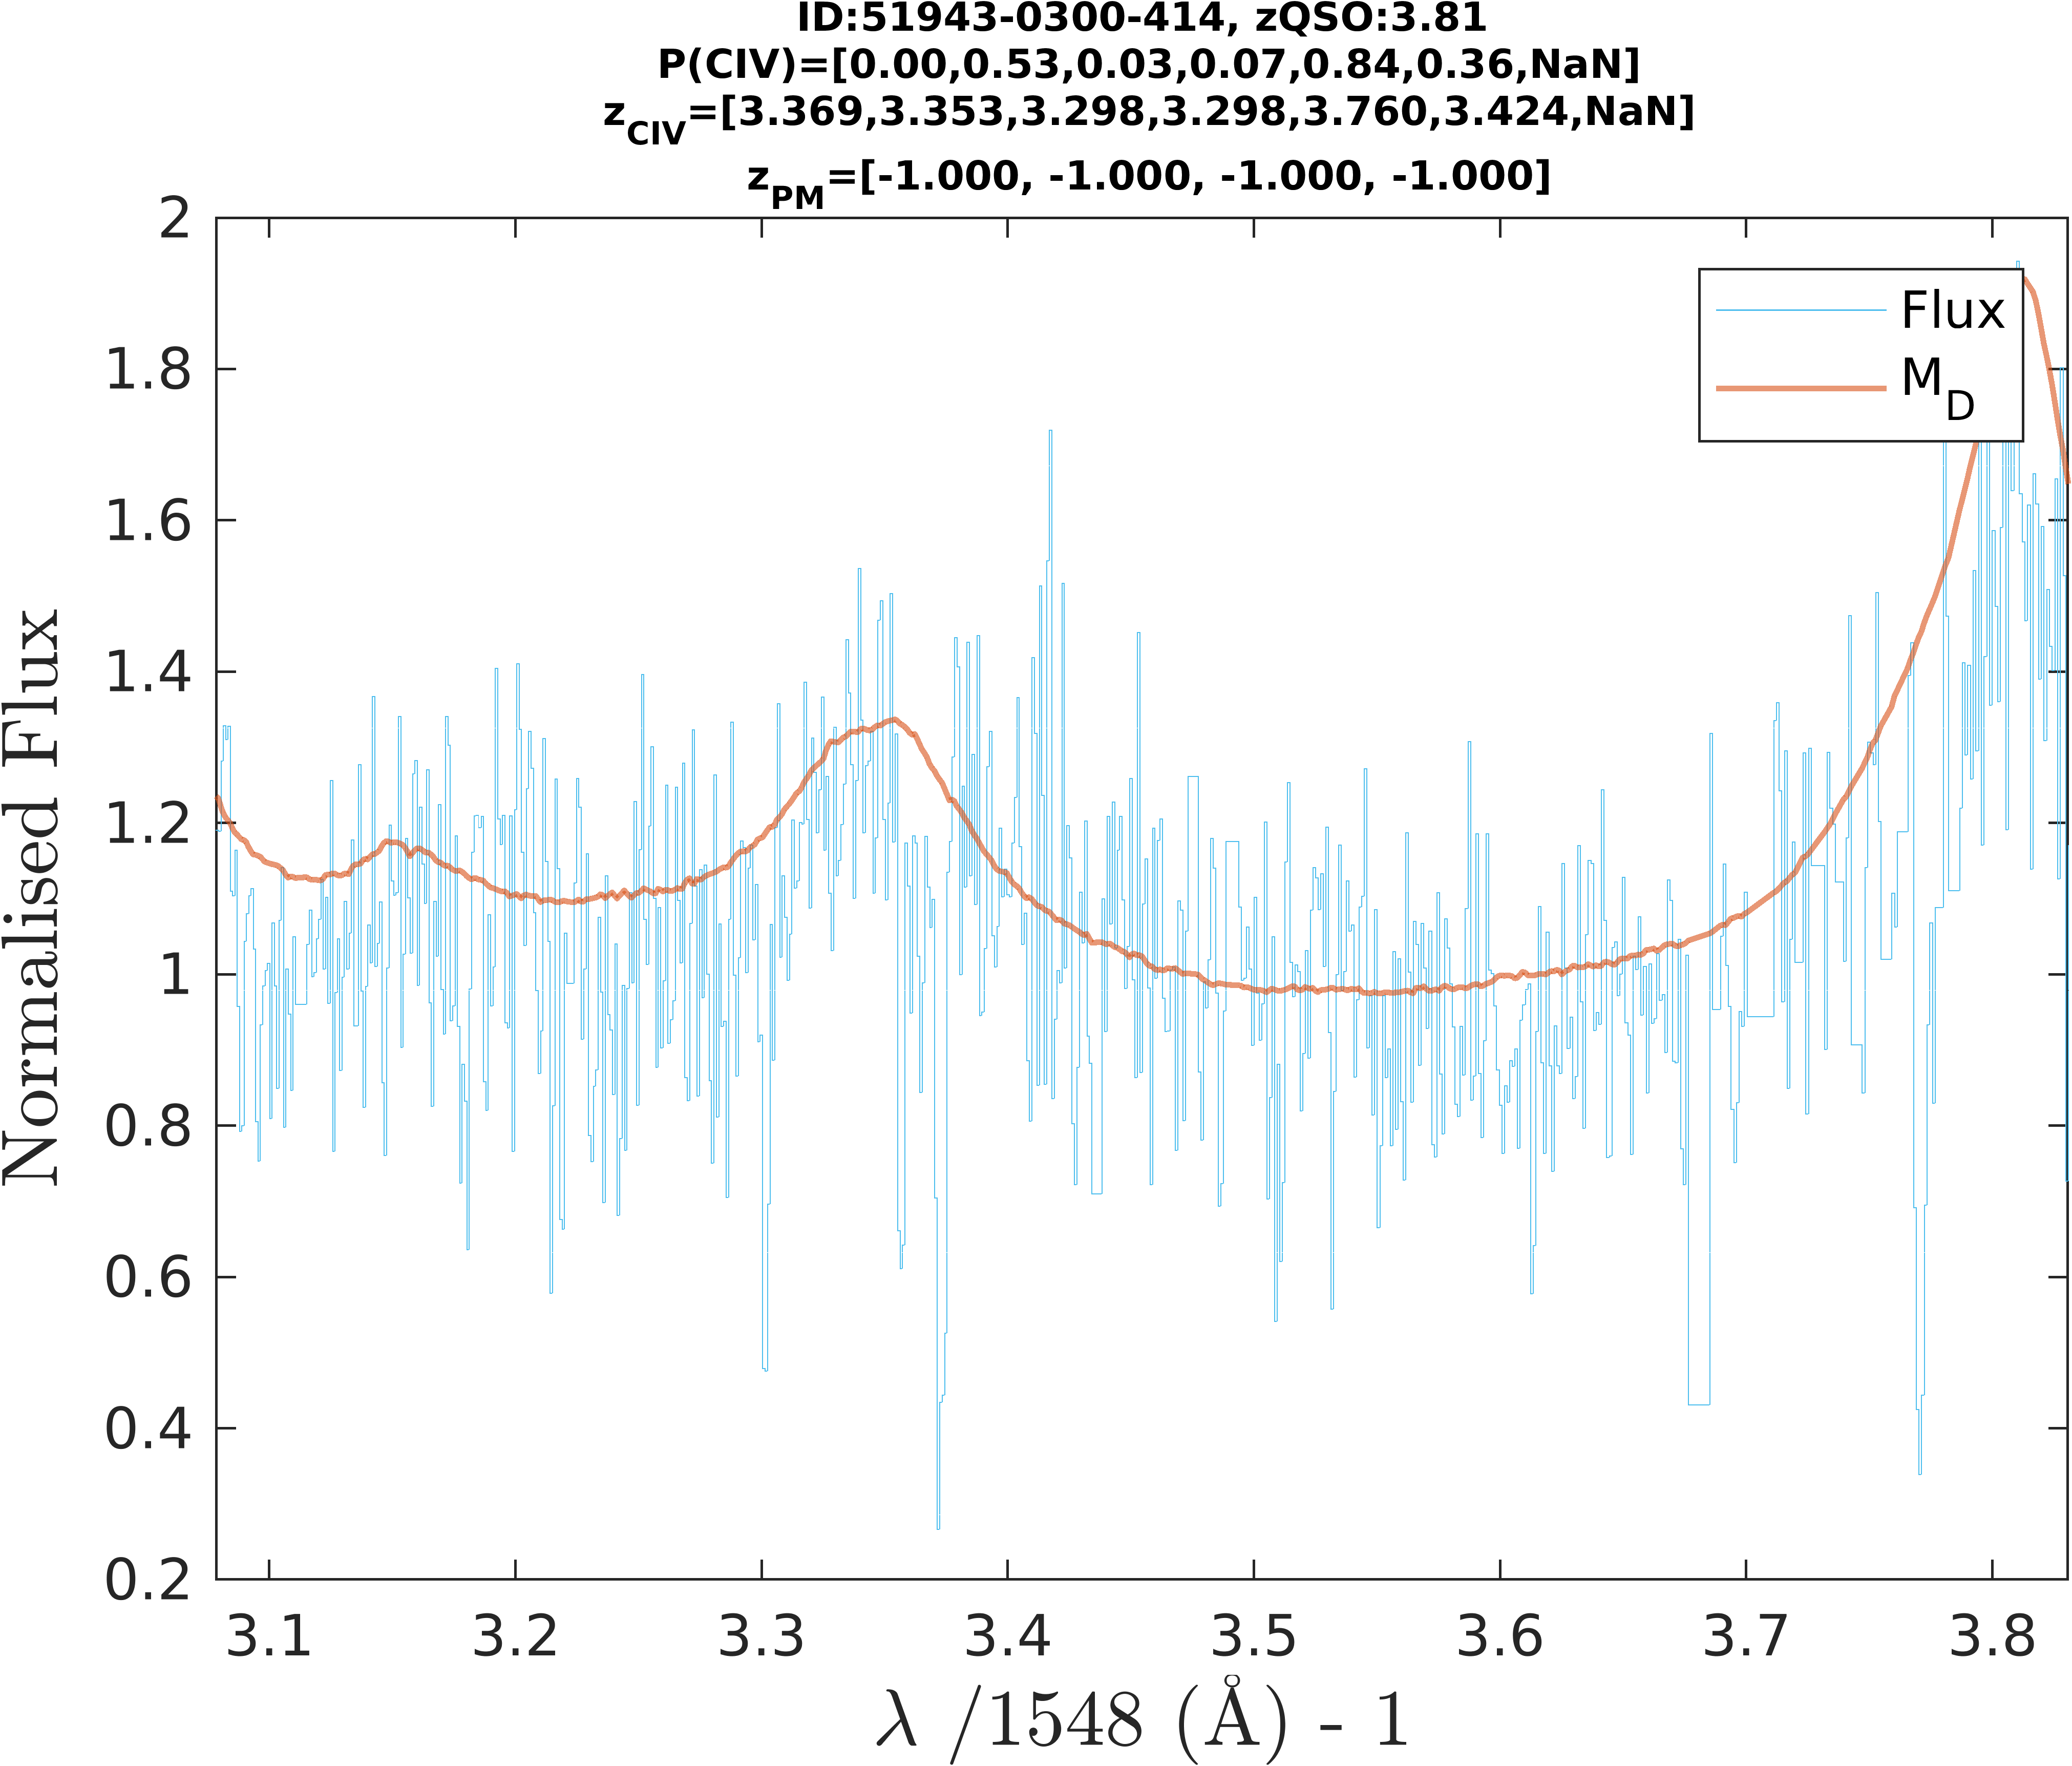 ID:51943-0300-414, zQSO:3.81
P(CIV)=[0.00,0.53,0.03,0.07,0.84,0.36,NaN]
zCIV=[3.369,3.353,3.298,3.298,3.760,3.424,NaN]
zPM=[-1.000, -1.000, -1.000, -1.000]
2
1.8
1.6
1.4
1.2
1
0.8
0.6
0.4
0.2
Normalised Flux
Flux
MD
3.1 3.2 3.3 3.4 3.5 3.6 3.7 3.8
λ /1548 (Å) - 1